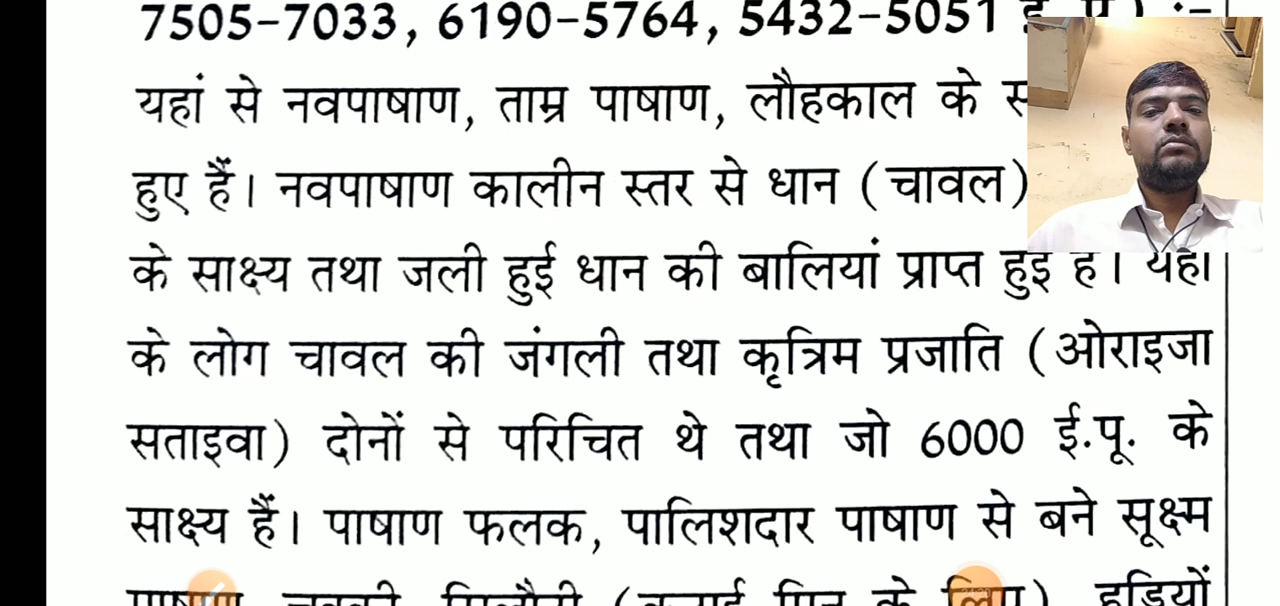 7505-7033, 6190-5764, 5432-5051
यहां से नवपाषाण, ताम्र पाषाण, लौहकाल के
हुए हैं। नवपाषाण कालीन स्तर से धान (चावल)
के साक्ष्य तथा जली हुई धान की बालियां प्राप्त हुई हैं। यहां
के लोग चावल की जंगली तथा कृत्रिम प्रजाति (ओराइजा
सताइवा) दोनों से परिचित थे तथा जो 6000 ई.पू. के
साक्ष्य हैं। पाषाण फलक, पालिशदार पाषाण से बने सूक्ष्म